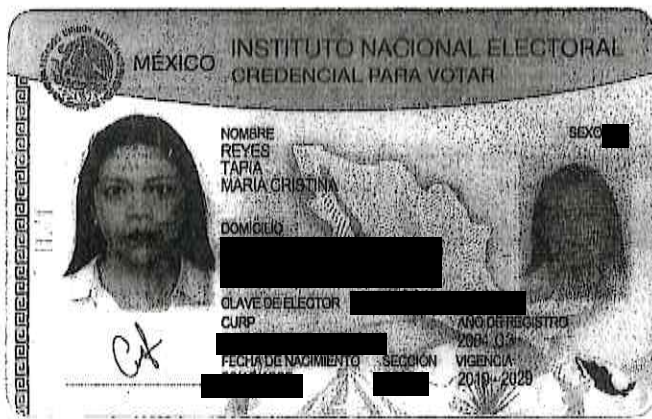 MÉXICO
INSTITUTO NACIONAL ELECTORAL
CREDENCIAL PARA VOTAR
NOMBRE
REYES
TAPIA
MARIA CRISTINA
SEXO
DOMICILIO
CLAVE DE ELECTOR
CURP
AÑO DE REGISTRO
2004 03
FECHA DE NACIMIENTO
SECCIÓN
VIGENCIA
2019 - 2029